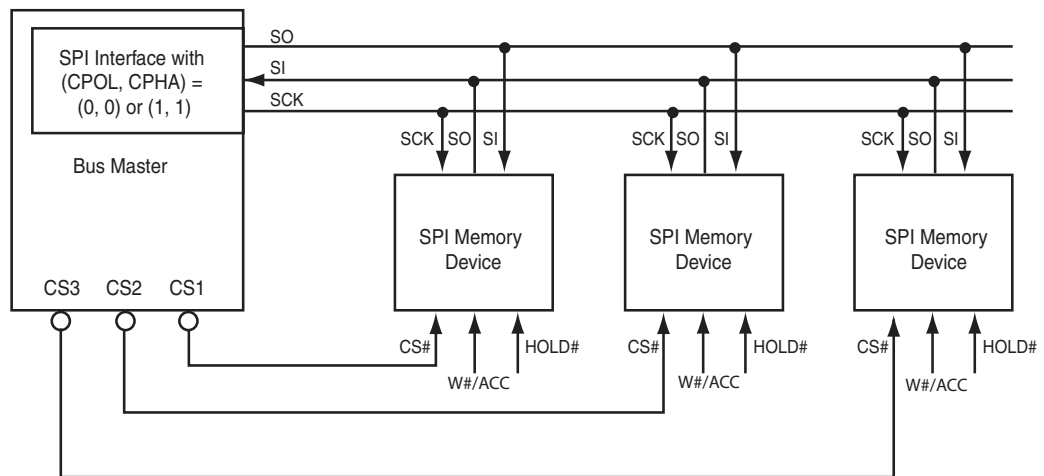 SO
SI
SCK
SPI Interface with
(CPOL, CPHA) =
(0, 0) or (1, 1)
Bus Master
CS3 CS2 CS1
SCK SO SI
SCK SO SI
SCK SO SI
SPI Memory
Device
SPI Memory
Device
SPI Memory
Device
CS# HOLD#
W#/ACC
CS# HOLD#
W#/ACC
CS# HOLD#
W#/ACC